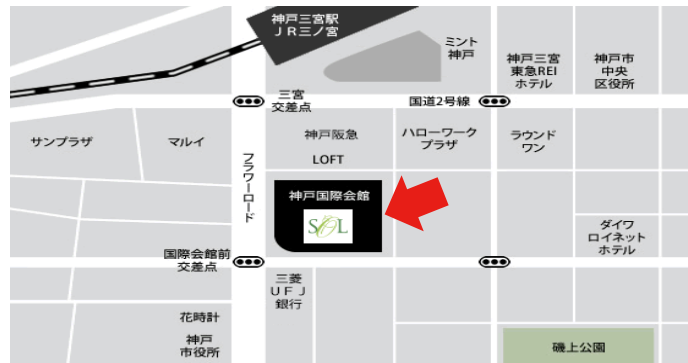 神戸三宮駅
ＪＲ三ノ宮
ミント
神戸
神戸三宮
東急REI
ホテル
神戸市
中央
区役所
三宮
交差点
国道2号線
サンプラザ
マルイ
フラワーロード
神戸阪急
LOFT
ハローワーク
プラザ
ラウンド
ワン
神戸国際会館
SOL
ダイワ
ロイネット
ホテル
国際会館前
交差点
三菱
ＵＦＪ
銀行
花時計
神戸
市役所
磯上公園